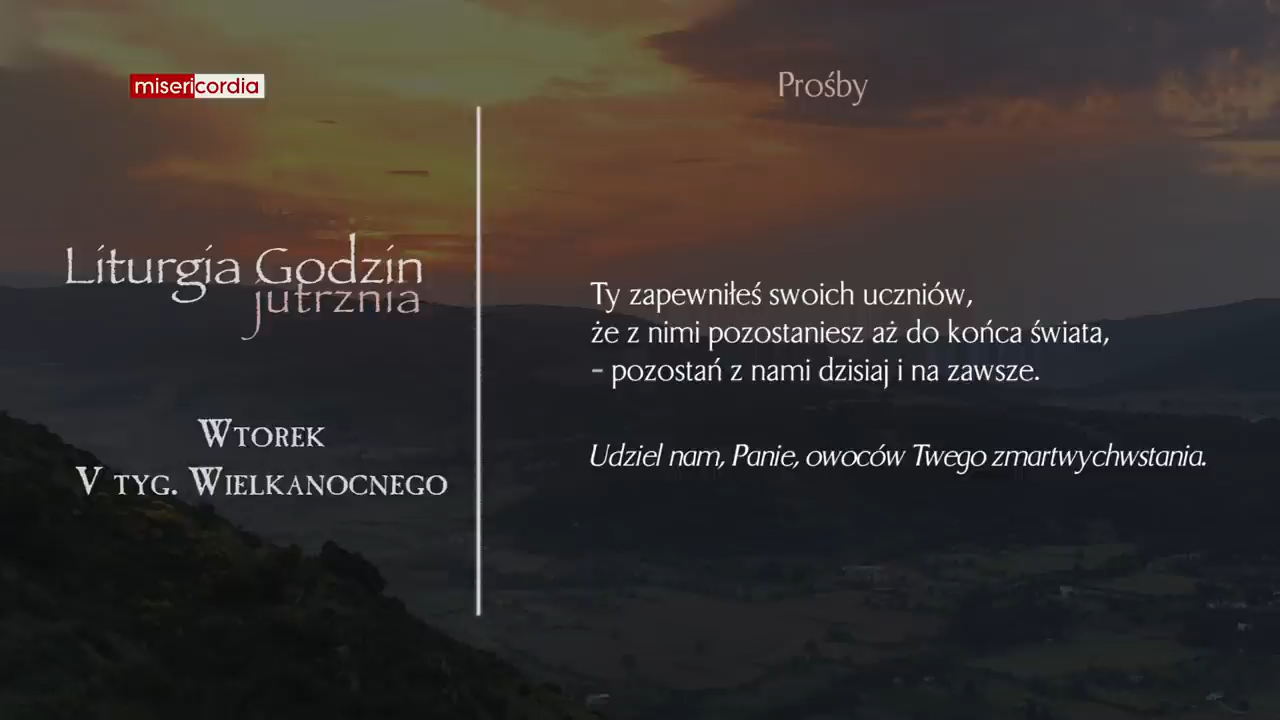 misericordia
Liturgia Godzin
jutrznia
Wtorek
V tyg. Wielkanocnego
Prośby
Ty zapewniłeś swoich uczniów,
że z nimi pozostaniesz aż do końca świata,
– pozostań z nami dzisiaj i na zawsze.
Udziel nam, Panie, owoców Twego zmartwychwstania.